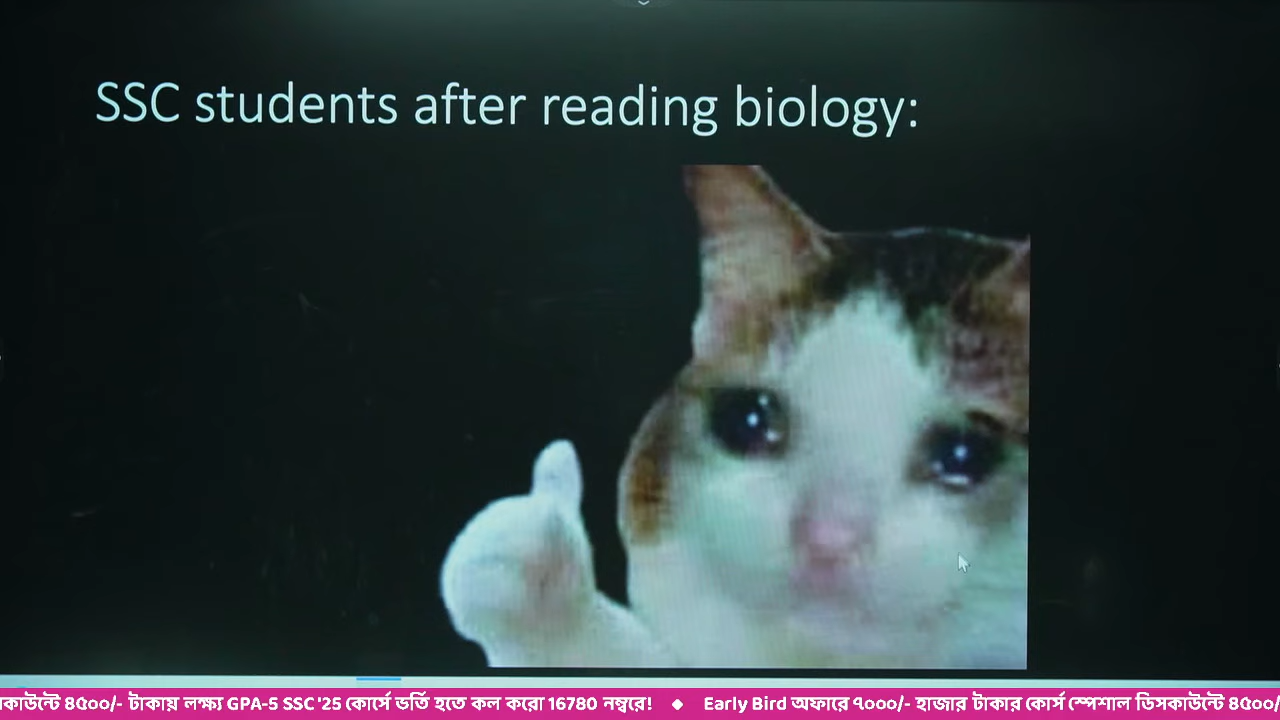 SSC students after reading biology:
কাউন্টে ৪৫০০/- টাকায় লক্ষ্য GPA-5 SSC '25 কোর্সে ভর্তি হতে কল করো 16780 নম্বরে! ◆ Early Bird অফারে ৭০০০/- হাজার টাকার কোর্স স্পেশাল ডিসকাউন্টে ৪৫০০/